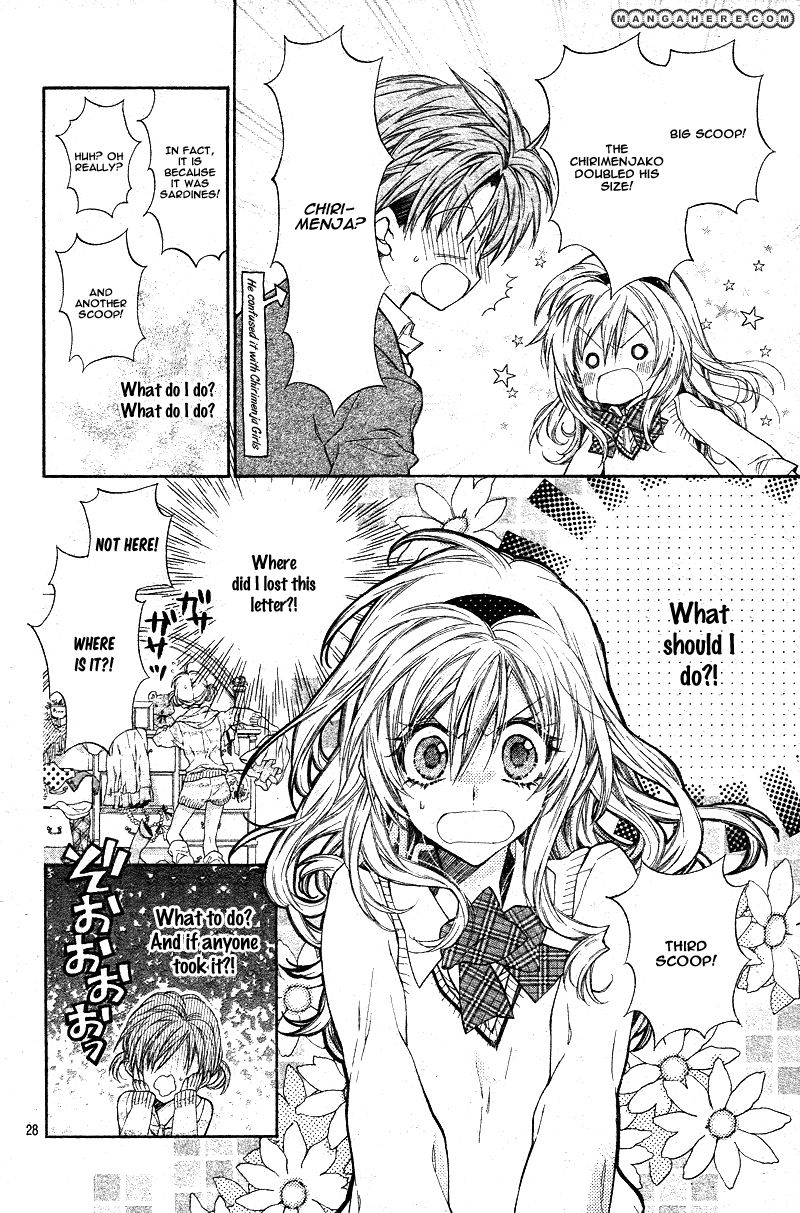 MANGAHERE.COM
BIG SCOOP!
THE
CHIRIMENJAKO
DOUBLED HIS
SIZE!
CHIRI-
MENJA?
He confused it with Chirimenja Girls
IN FACT,
IT IS
BECAUSE
IT WAS
SARDINES!
HUH? OH
REALLY?
AND
ANOTHER
SCOOP!
What do I do?
What do I do?
What
should I
do?!
Where
did I lost this
letter?!
NOT HERE!
WHERE
IS IT?!
ガサ
ガサ
THIRD
SCOOP!
What to do?
And if anyone
took it?!
ぞおおおおっ
28